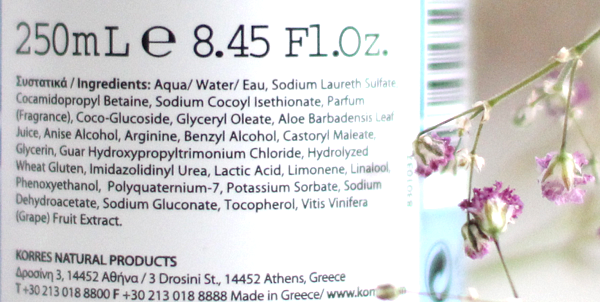 250mL ℮ 8.45 Fl.Oz.
Συστατικά / Ingredients: Aqua/ Water/ Eau, Sodium Laureth Sulfate,
Cocamidopropyl Betaine, Sodium Cocoyl Isethionate, Parfum
(Fragrance), Coco-Glucoside, Glyceryl Oleate, Aloe Barbadensis Leaf
Juice, Anise Alcohol, Arginine, Benzyl Alcohol, Castoryl Maleate,
Glycerin, Guar Hydroxypropyltrimonium Chloride, Hydrolyzed
Wheat Gluten, Imidazolidinyl Urea, Lactic Acid, Limonene, Linalool,
Phenoxyethanol, Polyquaternium-7, Potassium Sorbate, Sodium
Dehydroacetate, Sodium Gluconate, Tocopherol, Vitis Vinifera
(Grape) Fruit Extract.
KORRES NATURAL PRODUCTS
Δροσίνη 3, 14452 Αθήνα / 3 Drosini St., 14452 Athens, Greece
T +30 213 018 8800 F +30 213 018 8888 Made in Greece/ www.korr